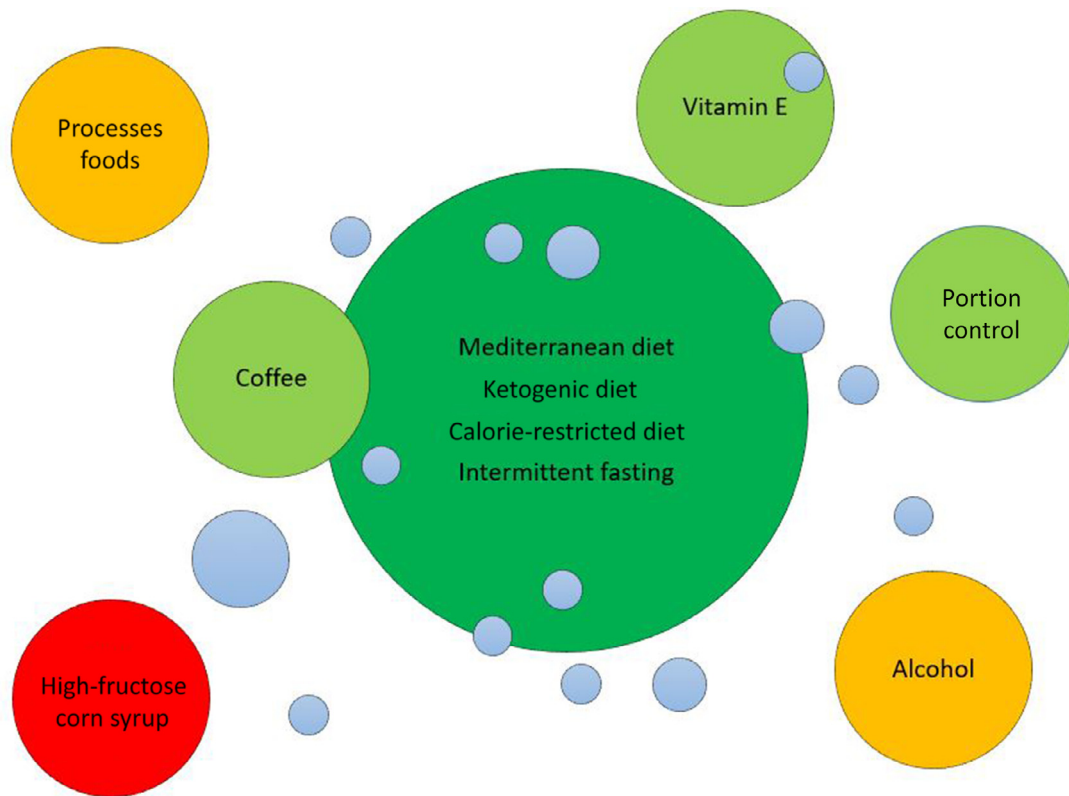 Processes
foods
Vitamin E
Portion
control
Coffee
Mediterranean diet
Ketogenic diet
Calorie-restricted diet
Intermittent fasting
High-fructose
corn syrup
Alcohol